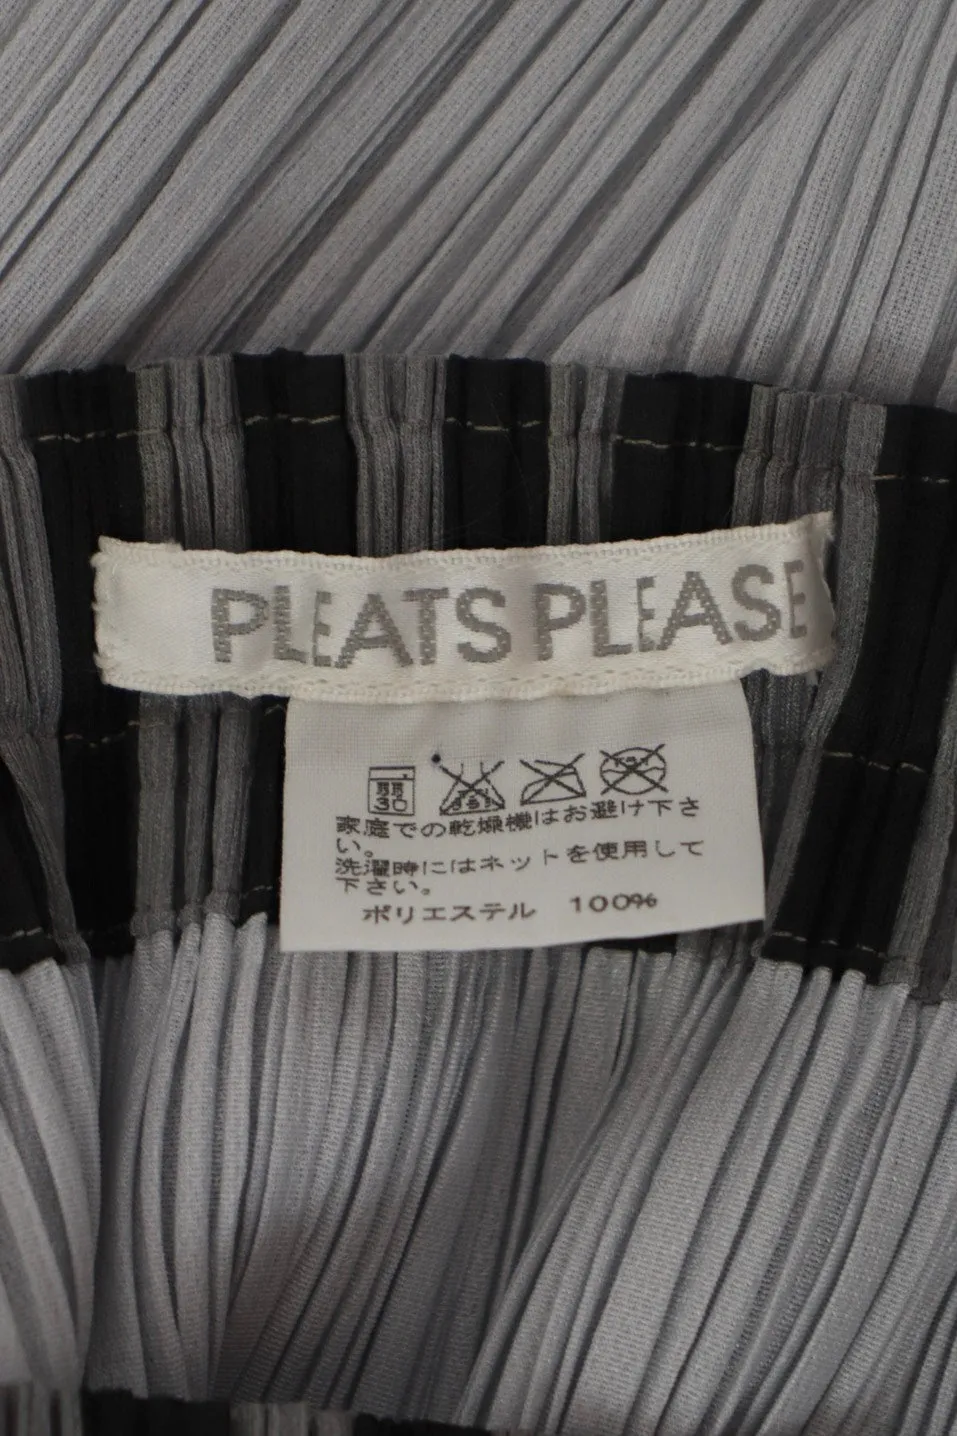 PLEATS PLEASE
弱
30
家庭での乾燥機はお避け下さ
い。
洗濯時にはネットを使用して
下さい。
ポリエステル 100%